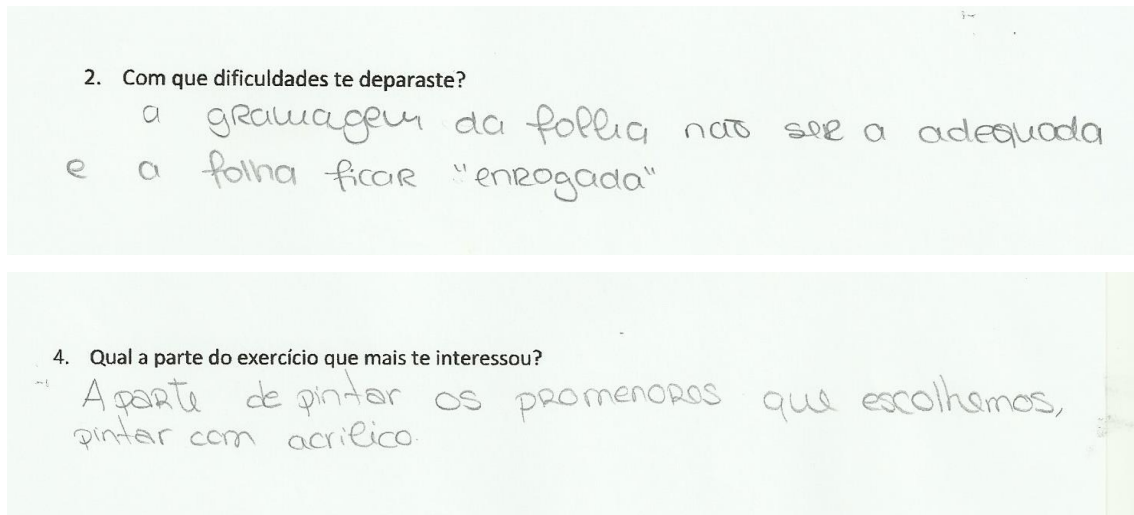 2. Com que dificuldades te deparaste?
a gramagem da folha não ser a adequada
e a folha ficar "enrogada"
4. Qual a parte do exercício que mais te interessou?
A parte de pintar os promenores que escolhemos,
pintar com acrilico.